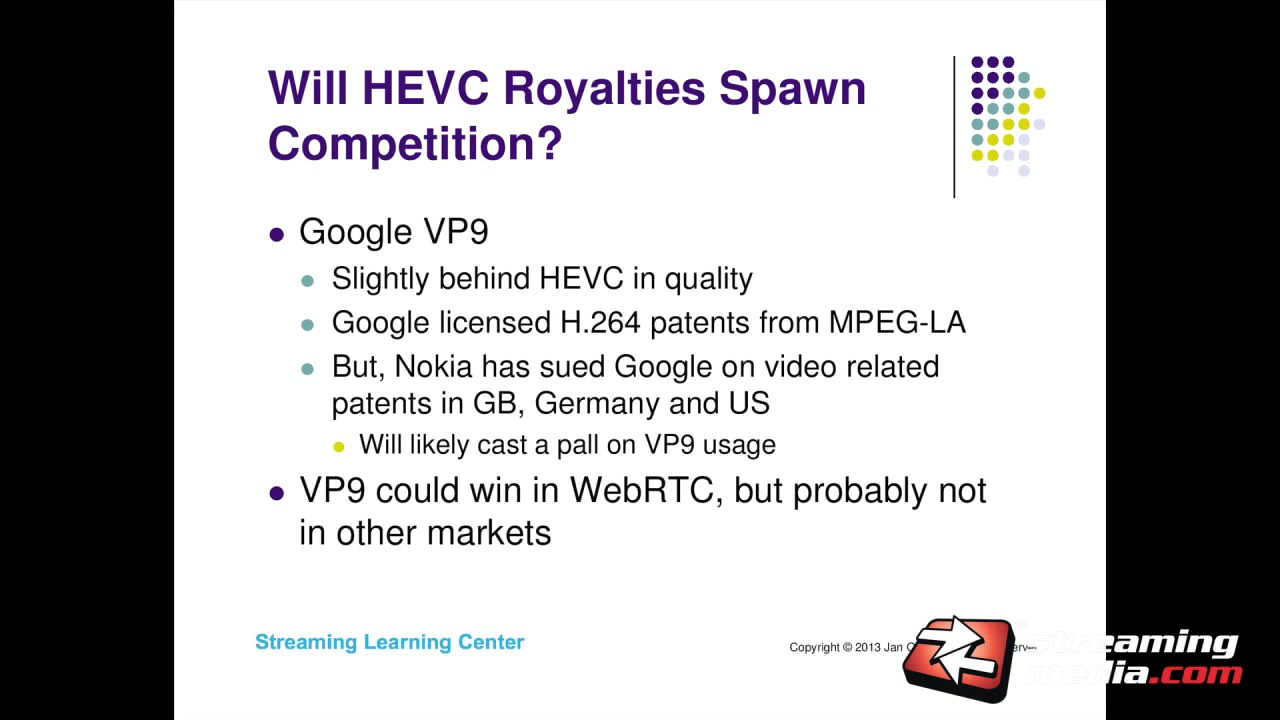 Will HEVC Royalties Spawn
Competition?
Google VP9
Slightly behind HEVC in quality
Google licensed H.264 patents from MPEG-LA
But, Nokia has sued Google on video related
patents in GB, Germany and US
Will likely cast a pall on VP9 usage
VP9 could win in WebRTC, but probably not
in other markets
Streaming Learning Center
Copyright © 2013 Jan
streaming
media.com